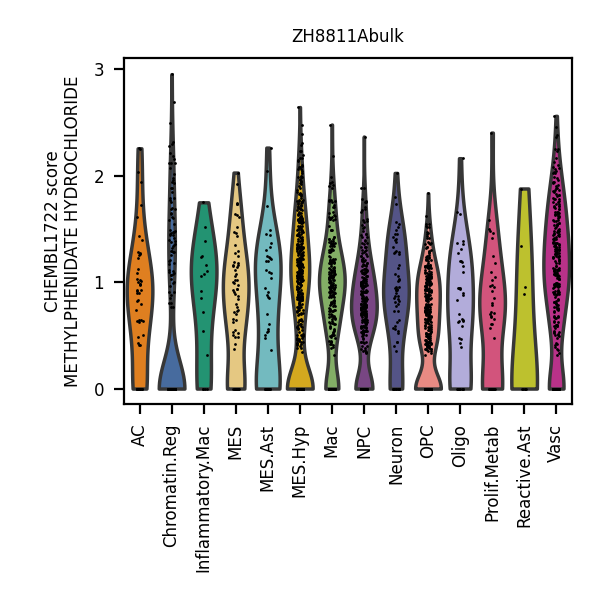 ZH8811Abulk
CHEMBL1722 score
METHYLPHENIDATE HYDROCHLORIDE
3
2
1
0
AC
Chromatin.Reg
Inflammatory.Mac
MES
MES.Ast
MES.Hyp
Mac
NPC
Neuron
OPC
Oligo
Prolif.Metab
Reactive.Ast
Vasc